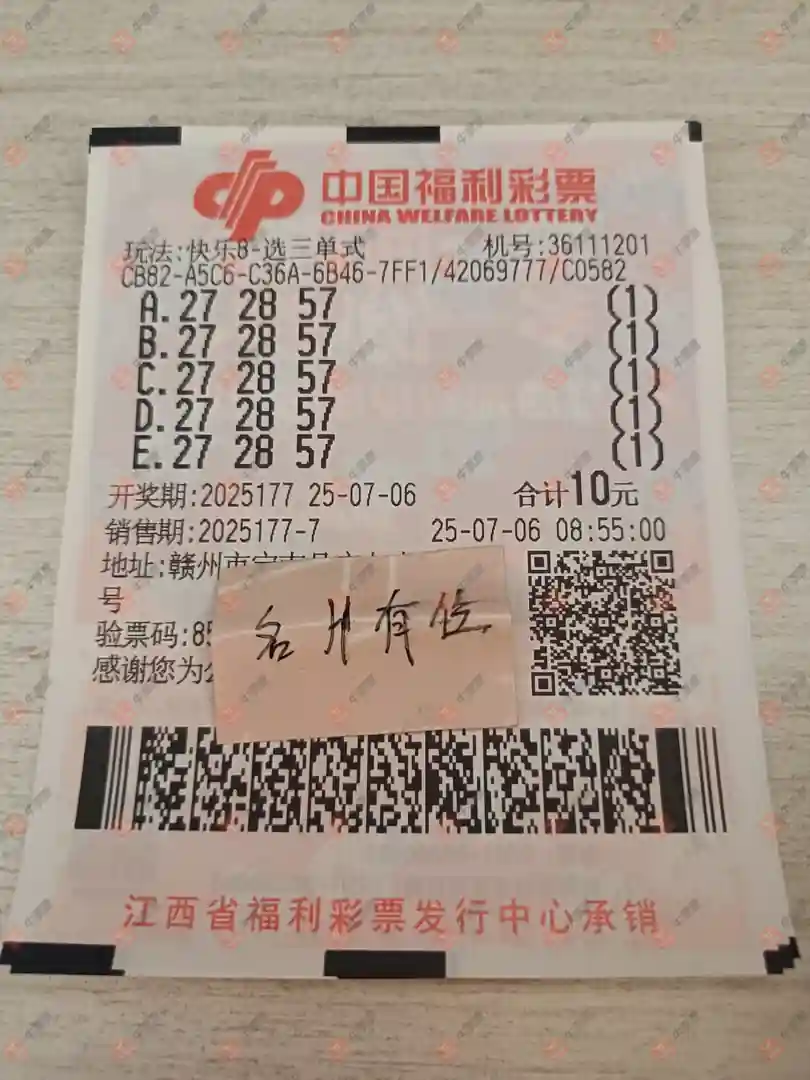 中国福利彩票
CHINA WELFARE LOTTERY
玩法:快乐8-选三单式 机号:36111201
CB82-A5C6-C36A-6B46-7FF1/42069777/C0582
A.27 28 57 (1)
B.27 28 57 (1)
C.27 28 57 (1)
D.27 28 57 (1)
E.27 28 57 (1)
开奖期:2025177 25-07-06 合计10元
销售期:2025177-7 25-07-06 08:55:00
地址:赣州市
号
名 有位
验票码:85
感谢您为公
江西省福利彩票发行中心承销